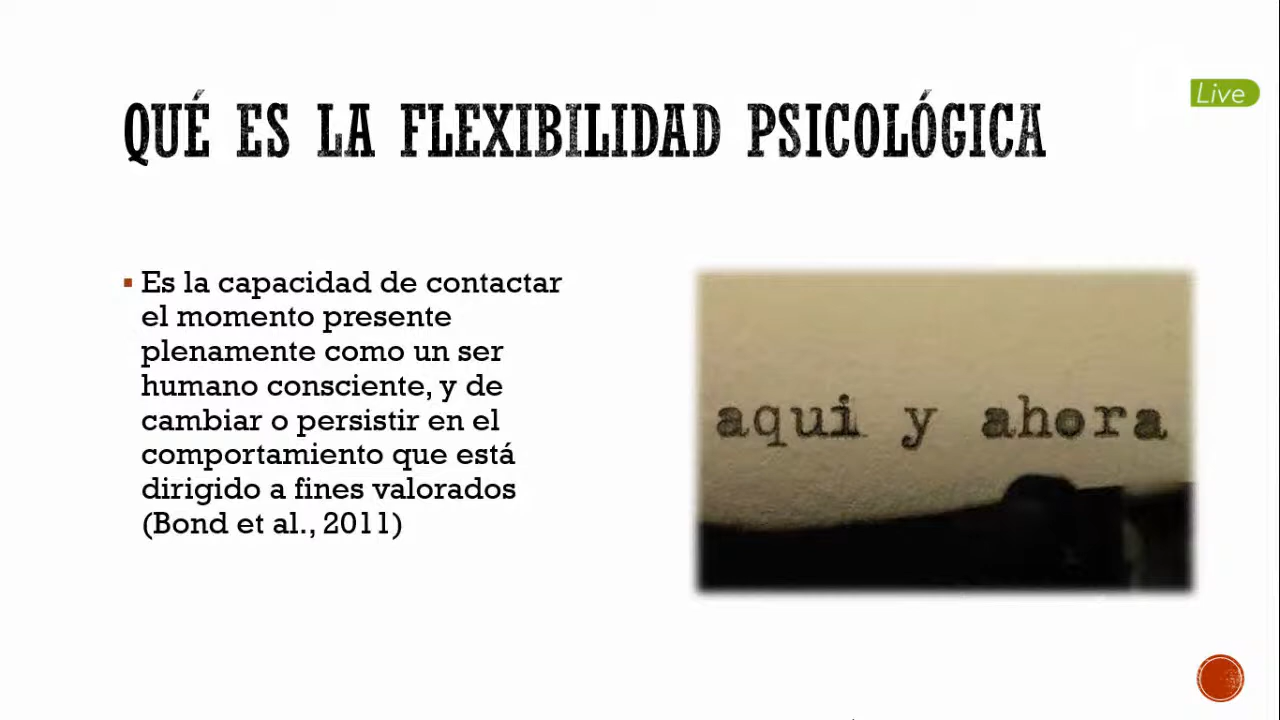 Live
QUÉ ES LA FLEXIBILIDAD PSICOLÓGICA
Es la capacidad de contactar
el momento presente
plenamente como un ser
humano consciente, y de
cambiar o persistir en el
comportamiento que está
dirigido a fines valorados
(Bond et al., 2011)
aqui y ahora